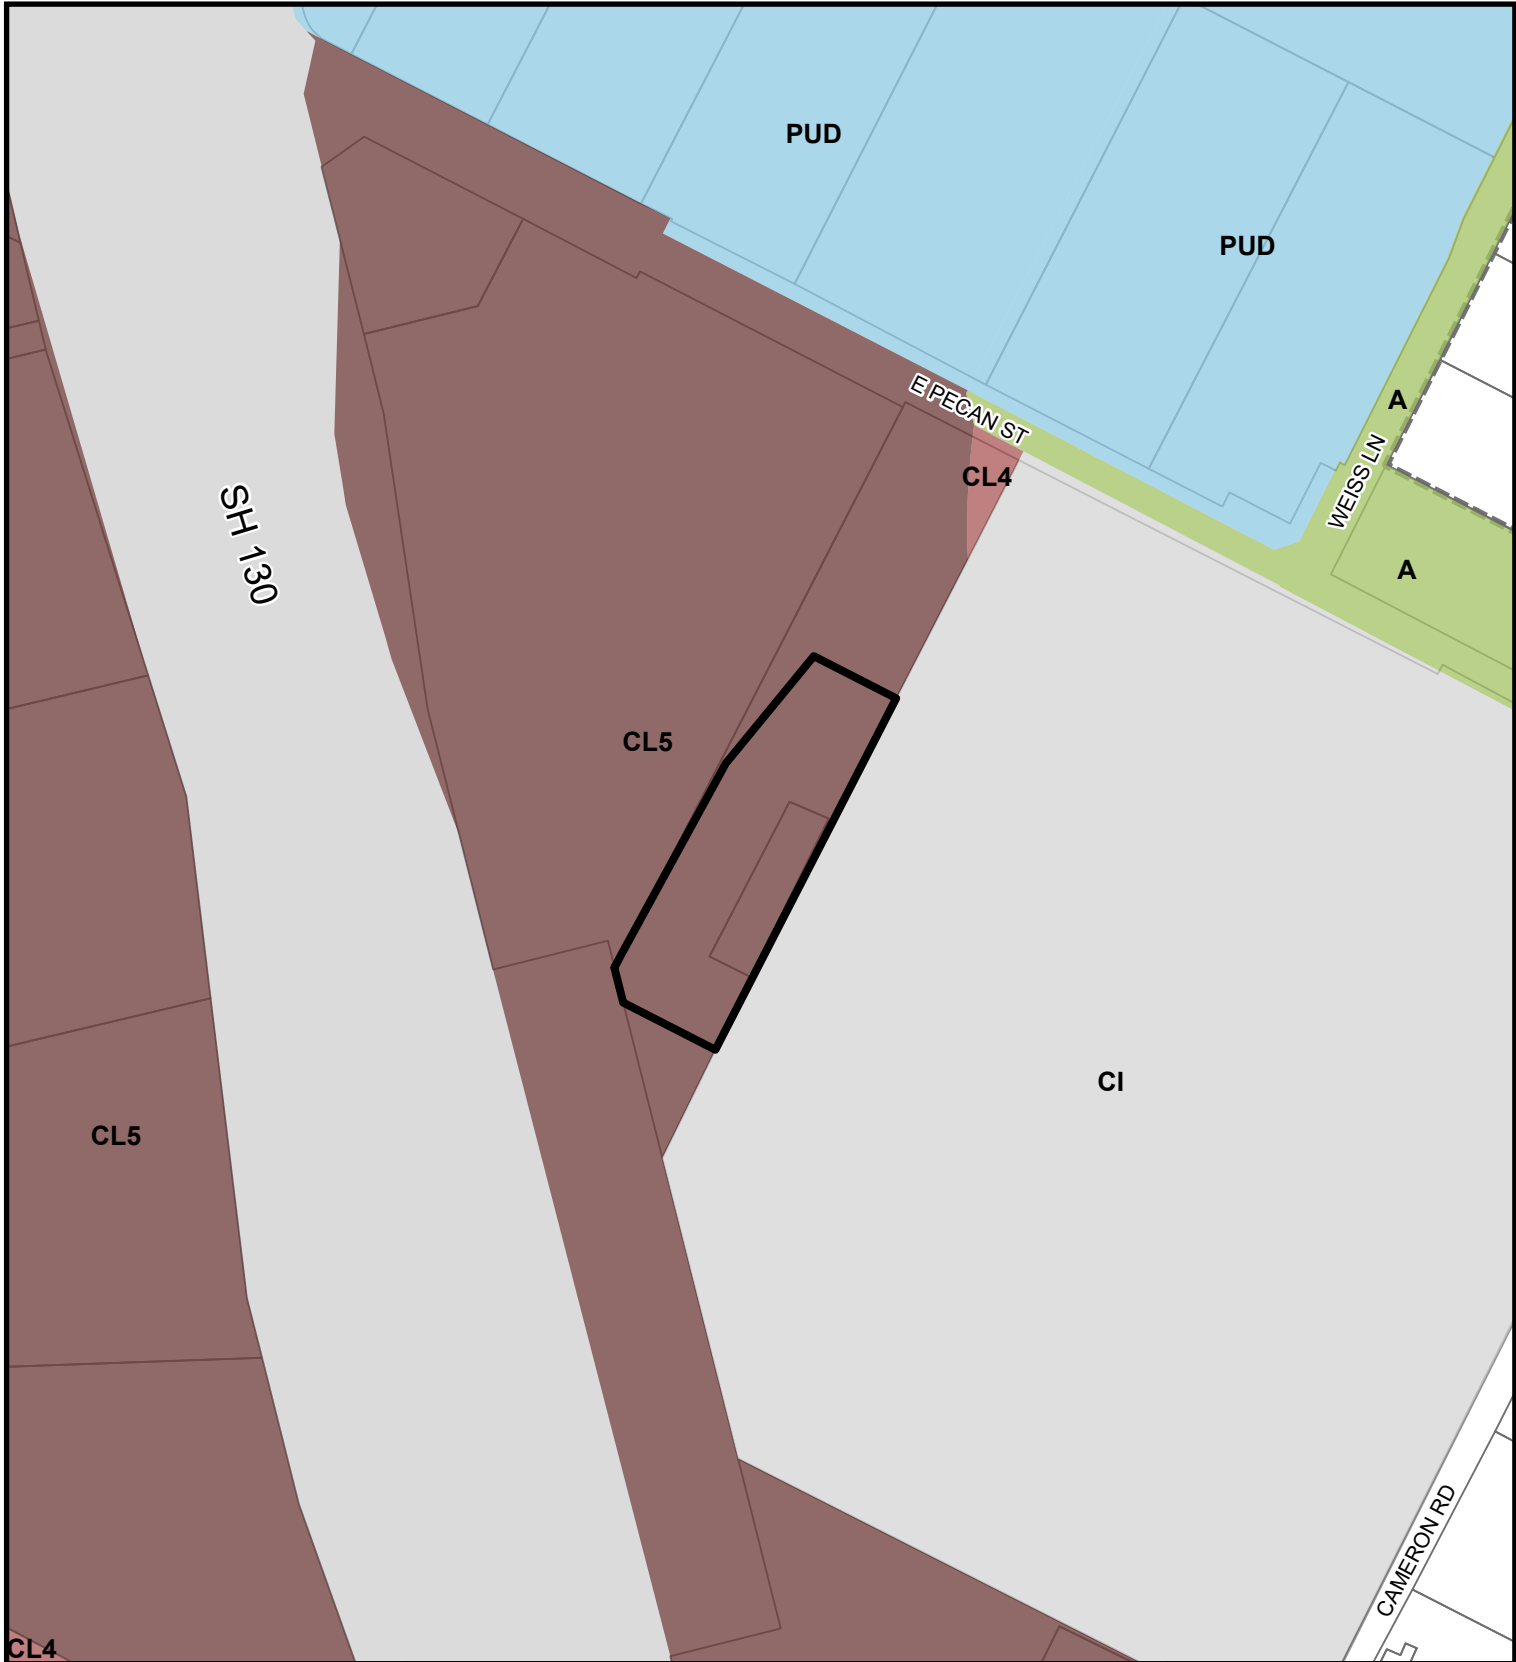 PUD
PUD
E PECAN ST
A
CL4
WEISS LN
SH 130
A
CL5
CI
CL5
CAMERON RD
CL4